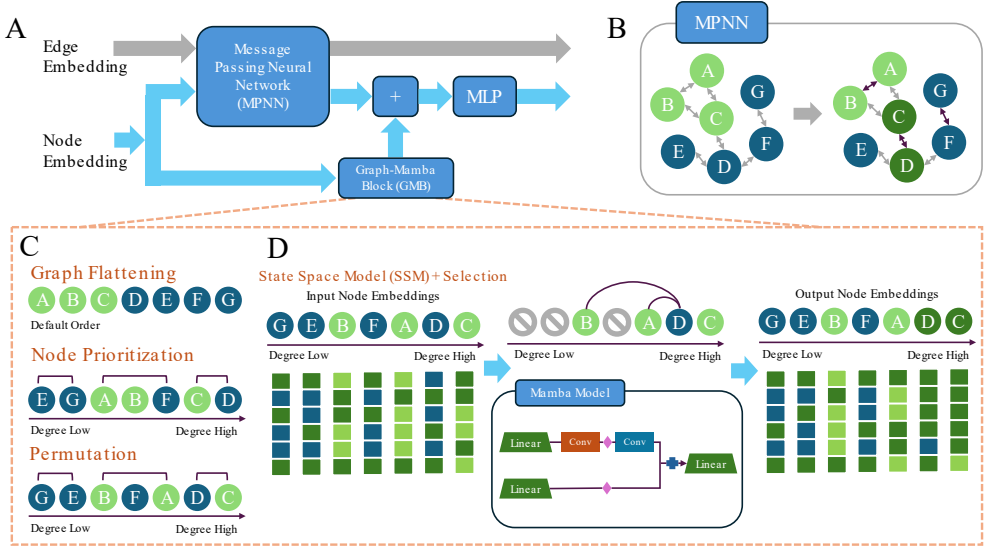 A
Edge
Embedding
Message
Passing Neural
Network
(MPNN)
+
MLP
Node
Embedding
Graph-Mamba
Block (GMB)
B
MPNN
A
B
C
G
E
D
F
A
B
C
G
E
D
F
C
Graph Flattening
A B C D E F G
Default Order
Node Prioritization
E G A B F C D
Degree Low Degree High
Permutation
G E B F A D C
Degree Low Degree High
D
State Space Model (SSM) + Selection
Input Node Embeddings
G E B F A D C
Degree Low Degree High
B A D C
Degree Low Degree High
Mamba Model
Linear Conv Conv
Linear
Linear
Output Node Embeddings
G E B F A D C
Degree Low Degree High